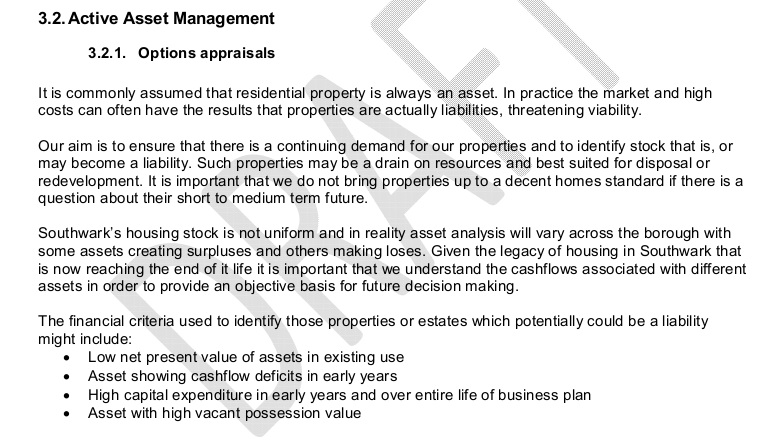 3.2. Active Asset Management
3.2.1. Options appraisals
It is commonly assumed that residential property is always an asset. In practice the market and high
costs can often have the results that properties are actually liabilities, threatening viability.
Our aim is to ensure that there is a continuing demand for our properties and to identify stock that is, or
may become a liability. Such properties may be a drain on resources and best suited for disposal or
redevelopment. It is important that we do not bring properties up to a decent homes standard if there is a
question about their short to medium term future.
Southwark's housing stock is not uniform and in reality asset analysis will vary across the borough with
some assets creating surpluses and others making loses. Given the legacy of housing in Southwark that
is now reaching the end of it life it is important that we understand the cashflows associated with different
assets in order to provide an objective basis for future decision making.
The financial criteria used to identify those properties or estates which potentially could be a liability
might include:
• Low net present value of assets in existing use
• Asset showing cashflow deficits in early years
• High capital expenditure in early years and over entire life of business plan
• Asset with high vacant possession value
DRAFT